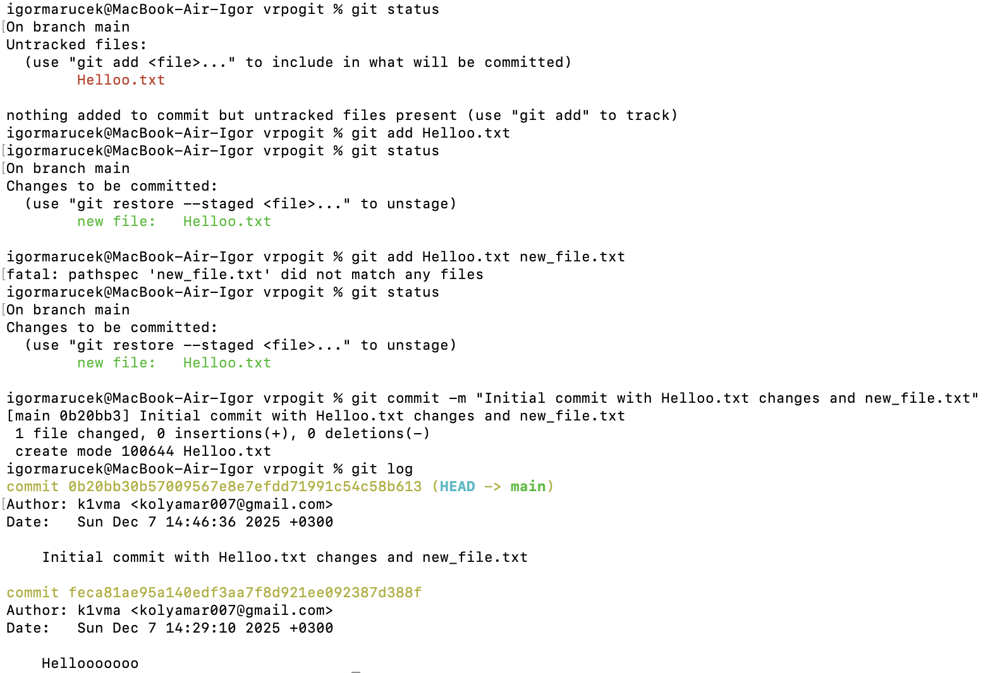 igormarucek@MacBook-Air-Igor vrpogit % git status
On branch main
Untracked files:
  (use "git add <file>..." to include in what will be committed)
        Helloo.txt

nothing added to commit but untracked files present (use "git add" to track)
igormarucek@MacBook-Air-Igor vrpogit % git add Helloo.txt
igormarucek@MacBook-Air-Igor vrpogit % git status
On branch main
Changes to be committed:
  (use "git restore --staged <file>..." to unstage)
        new file:   Helloo.txt

igormarucek@MacBook-Air-Igor vrpogit % git add Helloo.txt new_file.txt
fatal: pathspec 'new_file.txt' did not match any files
igormarucek@MacBook-Air-Igor vrpogit % git status
On branch main
Changes to be committed:
  (use "git restore --staged <file>..." to unstage)
        new file:   Helloo.txt

igormarucek@MacBook-Air-Igor vrpogit % git commit -m "Initial commit with Helloo.txt changes and new_file.txt"
[main 0b20bb3] Initial commit with Helloo.txt changes and new_file.txt
 1 file changed, 0 insertions(+), 0 deletions(-)
 create mode 100644 Helloo.txt
igormarucek@MacBook-Air-Igor vrpogit % git log
commit 0b20bb30b57009567e8e7efdd71991c54c58b613 (HEAD -> main)
Author: k1vma <kolyamar007@gmail.com>
Date:   Sun Dec 7 14:46:36 2025 +0300

    Initial commit with Helloo.txt changes and new_file.txt

commit feca81ae95a140edf3aa7f8d921ee092387d388f
Author: k1vma <kolyamar007@gmail.com>
Date:   Sun Dec 7 14:29:10 2025 +0300

    Hellooooooo